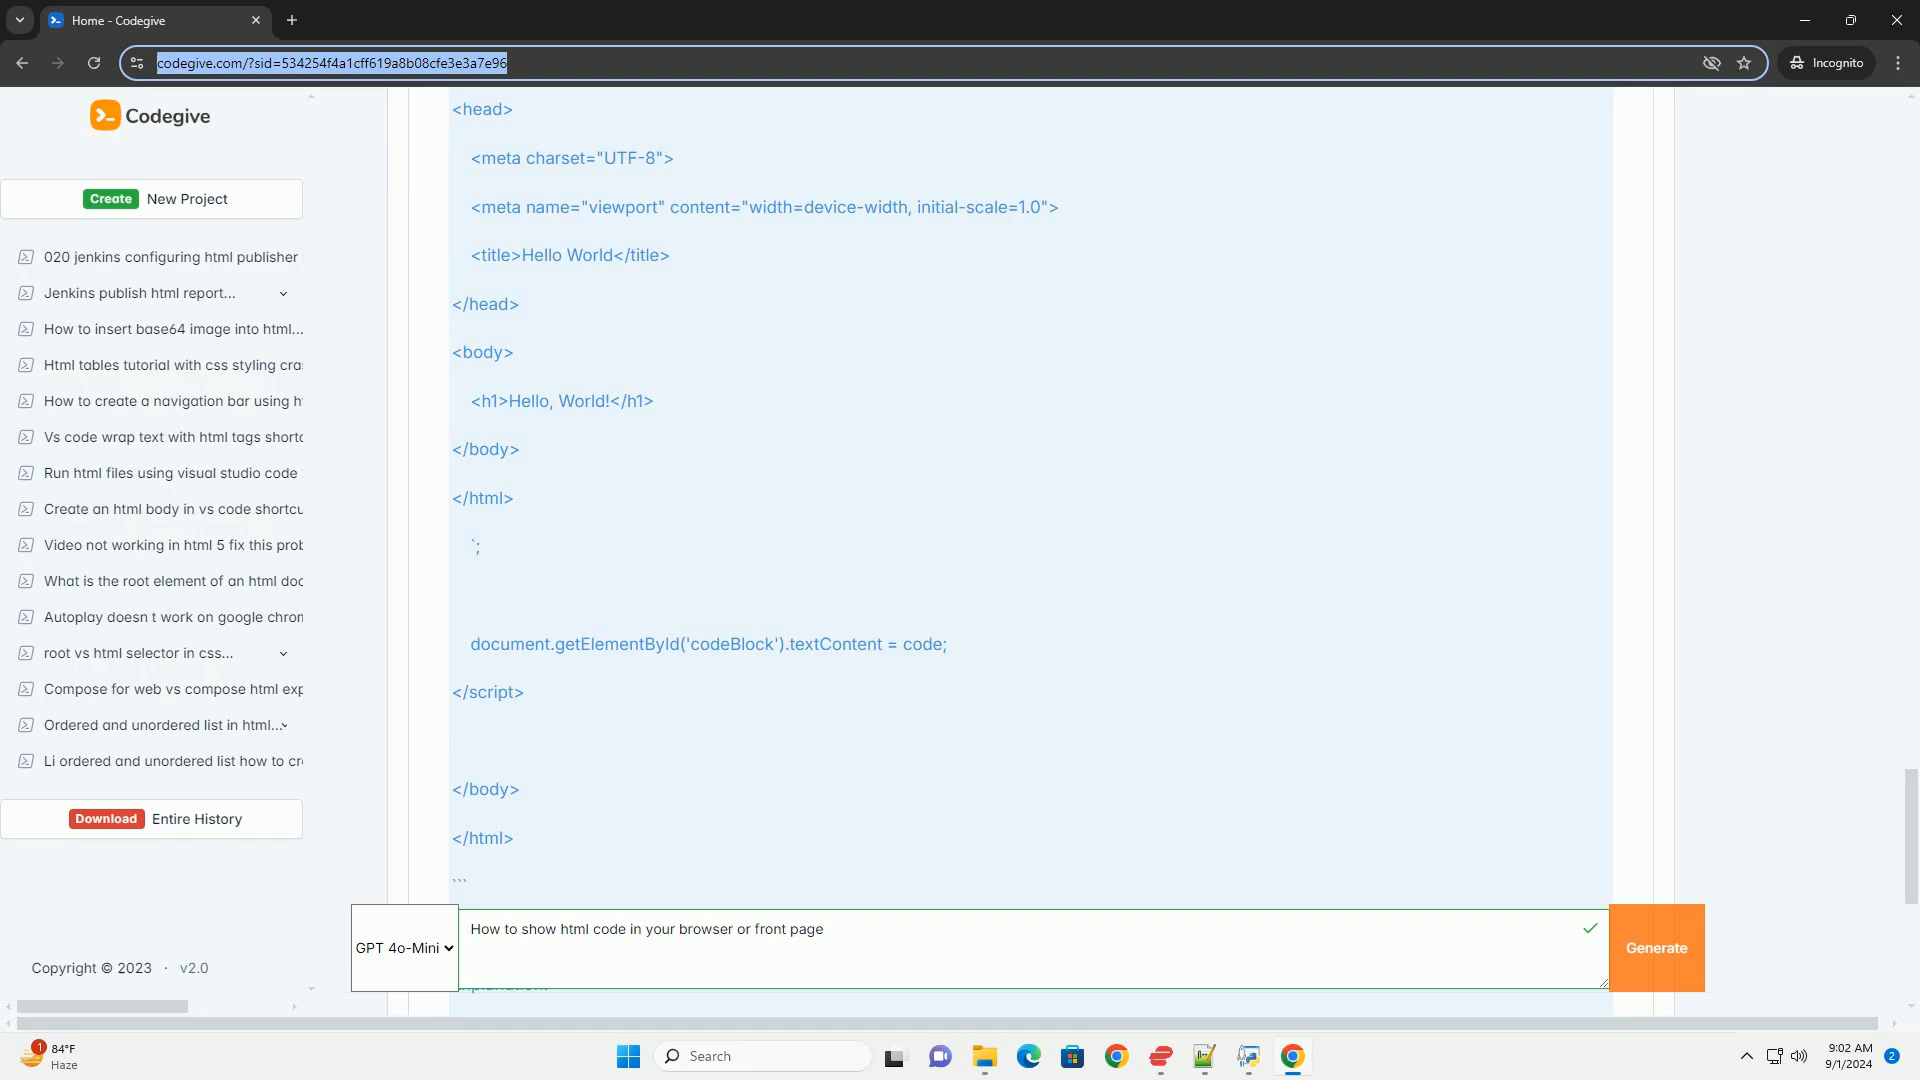 Home - Codegive
codegive.com/?sid=534254f4a1cff619a8b08cfe3e3a7e96
Incognito
Codegive
Create New Project
020 jenkins configuring html publisher
Jenkins publish html report...
How to insert base64 image into html...
Html tables tutorial with css styling cra
How to create a navigation bar using h
Vs code wrap text with html tags shortc
Run html files using visual studio code
Create an html body in vs code shortcu
Video not working in html 5 fix this prob
What is the root element of an html doc
Autoplay doesn t work on google chrom
root vs html selector in css...
Compose for web vs compose html exp
Ordered and unordered list in html...
Li ordered and unordered list how to cr
Download Entire History
Copyright © 2023 · v2.0
<head>
<meta charset="UTF-8">
<meta name="viewport" content="width=device-width, initial-scale=1.0">
<title>Hello World</title>
</head>
<body>
<h1>Hello, World!</h1>
</body>
</html>
`;
document.getElementById('codeBlock').textContent = code;
</script>
</body>
</html>
```
GPT 4o-Mini
How to show html code in your browser or front page
Generate
1
84°F
Haze
Search
9:02 AM
9/1/2024
2